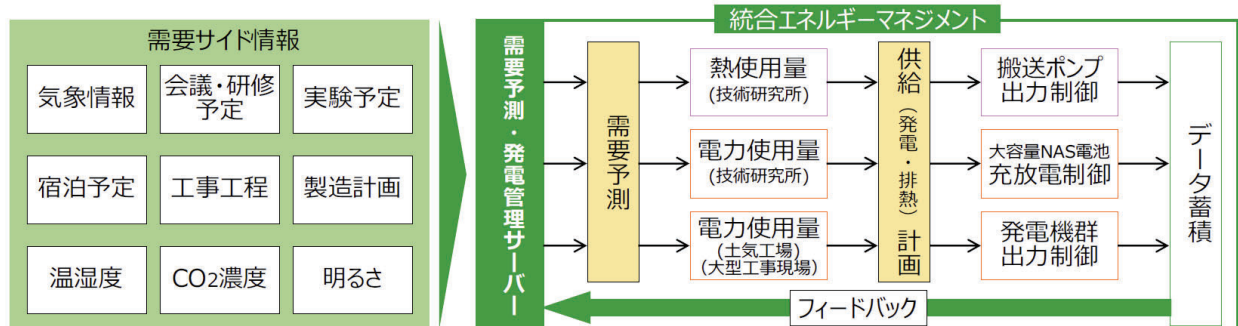 需要サイド情報
気象情報
会議・研修
予定
実験予定
宿泊予定
工事工程
製造計画
温湿度
CO2濃度
明るさ
統合エネルギーマネジメント
需要予測・発電管理サーバー
需要予測
熱使用量
(技術研究所)
電力使用量
(技術研究所)
電力使用量
(土気工場)
(大型工事現場)
供給(発電・排熱)計画
搬送ポンプ
出力制御
大容量NAS電池
充放電制御
発電機群
出力制御
データ蓄積
フィードバック